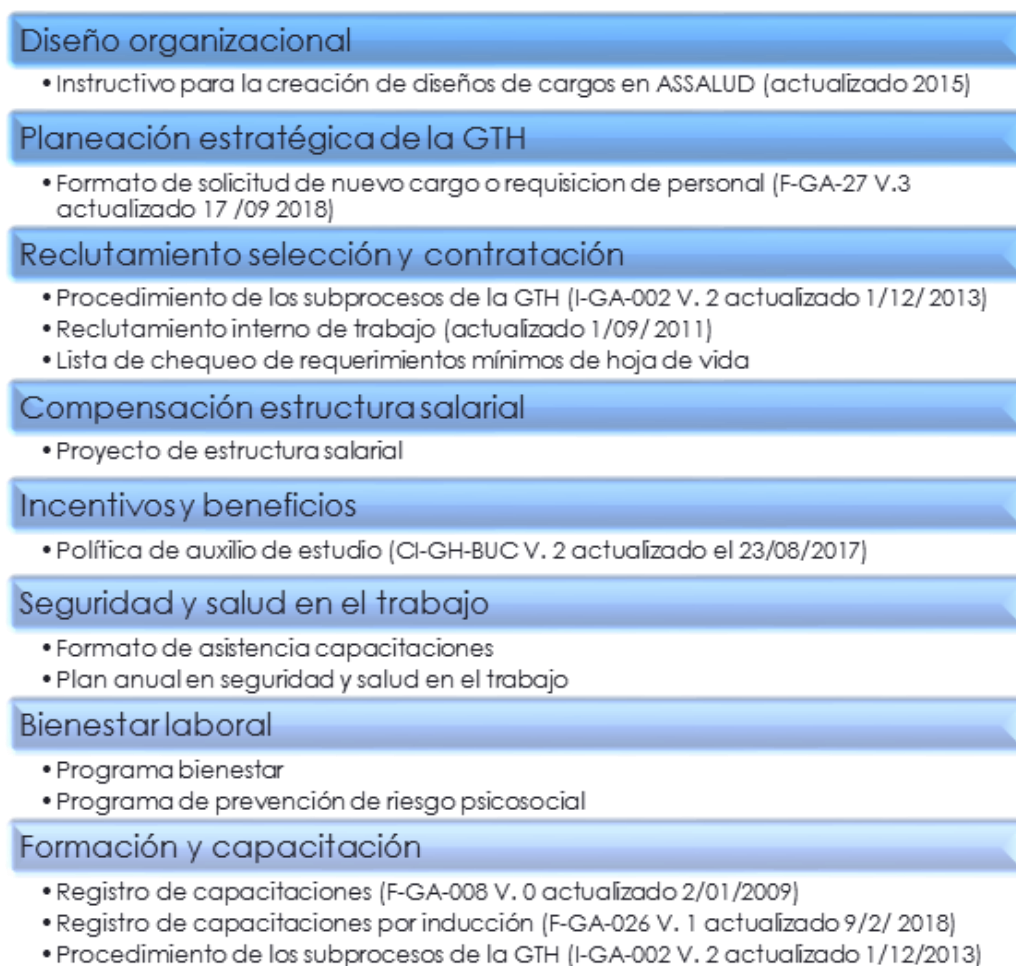 Diseño organizacional
• Instructivo para la creación de diseños de cargos en ASSALUD (actualizado 2015)
Planeación estratégica de la GTH
• Formato de solicitud de nuevo cargo o requisicion de personal (F-GA-27 V.3
actualizado 17 /09 2018)
Reclutamiento selección y contratación
• Procedimiento de los subprocesos de la GTH (I-GA-002 V. 2 actualizado 1/12/ 2013)
• Reclutamiento interno de trabajo (actualizado 1/09/ 2011)
• Lista de chequeo de requerimientos mínimos de hoja de vida
Compensación estructura salarial
• Proyecto de estructura salarial
Incentivos y beneficios
• Política de auxilio de estudio (CI-GH-BUC V. 2 actualizado el 23/08/2017)
Seguridad y salud en el trabajo
• Formato de asistencia capacitaciones
• Plan anual en seguridad y salud en el trabajo
Bienestar laboral
• Programa bienestar
• Programa de prevención de riesgo psicosocial
Formación y capacitación
• Registro de capacitaciones (F-GA-008 V. 0 actualizado 2/01/2009)
• Registro de capacitaciones por inducción (F-GA-026 V. 1 actualizado 9/2/ 2018)
• Procedimiento de los subprocesos de la GTH (I-GA-002 V. 2 actualizado 1/12/2013)